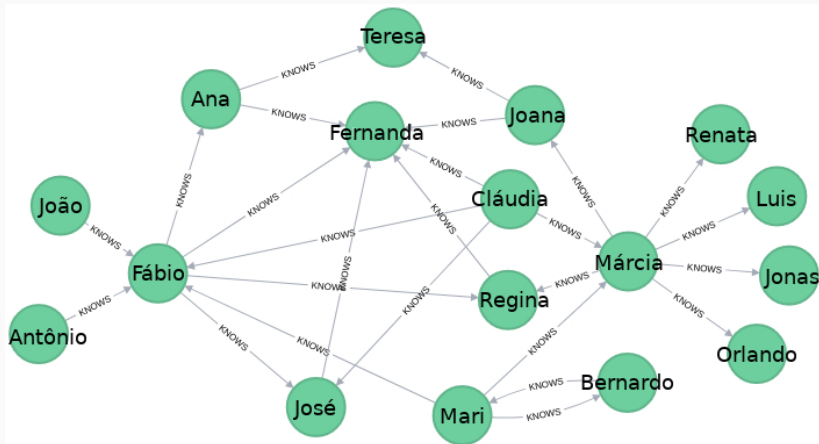 Teresa
KNOWS
KNOWS
Ana
KNOWS
Fernanda
KNOWS
Joana
Renata
KNOWS
KNOWS
KNOWS
KNOWS
João
KNOWS
KNOWS
Cláudia
Luis
KNOWS
KNOWS
KNOWS
KNOWS
Fábio
Márcia
KNOWS
Jonas
KNOWS
KNOWS
KNOWS
Regina
KNOWS
KNOWS
Antônio
KNOWS
KNOWS
KNOWS
KNOWS
Orlando
José
Mari
KNOWS
Bernardo
KNOWS